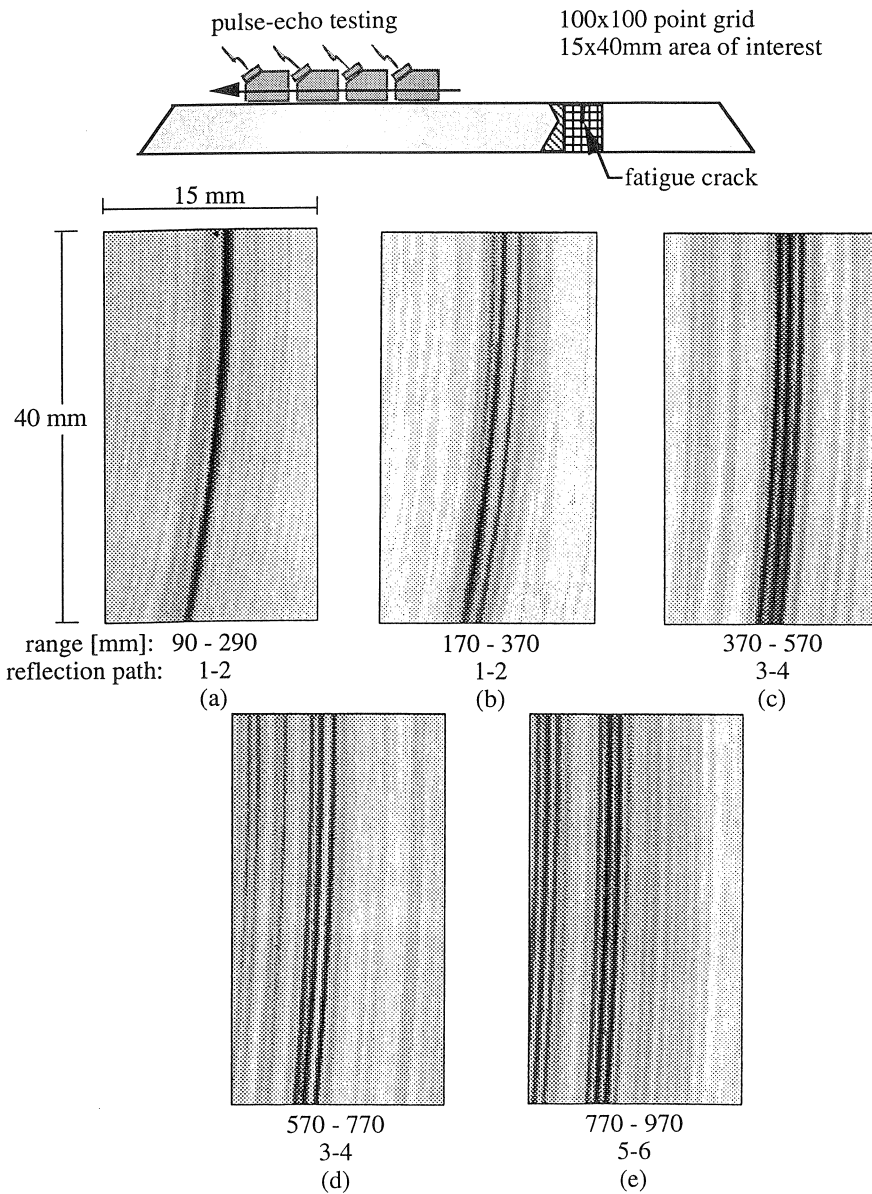 pulse-echo testing
100x100 point grid
15x40mm area of interest
fatigue crack
15 mm
40 mm
range [mm]: 90 - 290
170 - 370
370 - 570
reflection path: 1-2
1-2
3-4
(a)
(b)
(c)
570 - 770
770 - 970
3-4
5-6
(d)
(e)